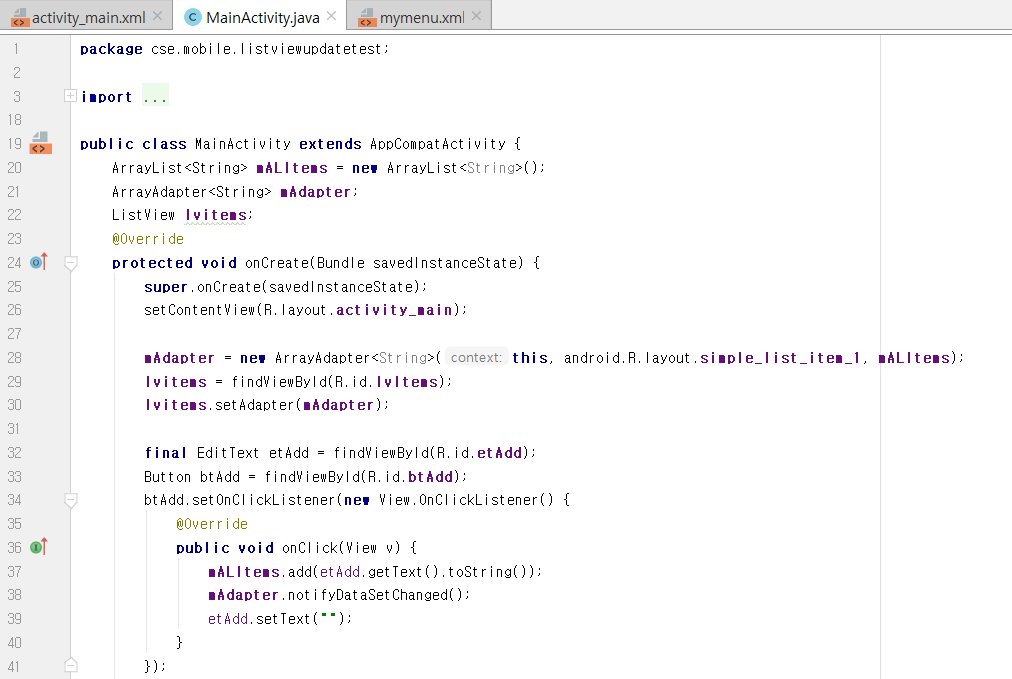 activity_main.xml MainActivity.java mymenu.xml
1 package cse.mobile.listviewupdatetest;
2
3 import ...
18
19 public class MainActivity extends AppCompatActivity {
20 ArrayList<String> mALItems = new ArrayList<String>();
21 ArrayAdapter<String> mAdapter;
22 ListView lvitems;
23 @Override
24 protected void onCreate(Bundle savedInstanceState) {
25 super.onCreate(savedInstanceState);
26 setContentView(R.layout.activity_main);
27
28 mAdapter = new ArrayAdapter<String>( context: this, android.R.layout.simple_list_item_1, mALItems);
29 lvitems = findViewById(R.id.lvItems);
30 lvitems.setAdapter(mAdapter);
31
32 final EditText etAdd = findViewById(R.id.etAdd);
33 Button btAdd = findViewById(R.id.btAdd);
34 btAdd.setOnClickListener(new View.OnClickListener() {
35 @Override
36 public void onClick(View v) {
37 mALItems.add(etAdd.getText().toString());
38 mAdapter.notifyDataSetChanged();
39 etAdd.setText("");
40 }
41 });